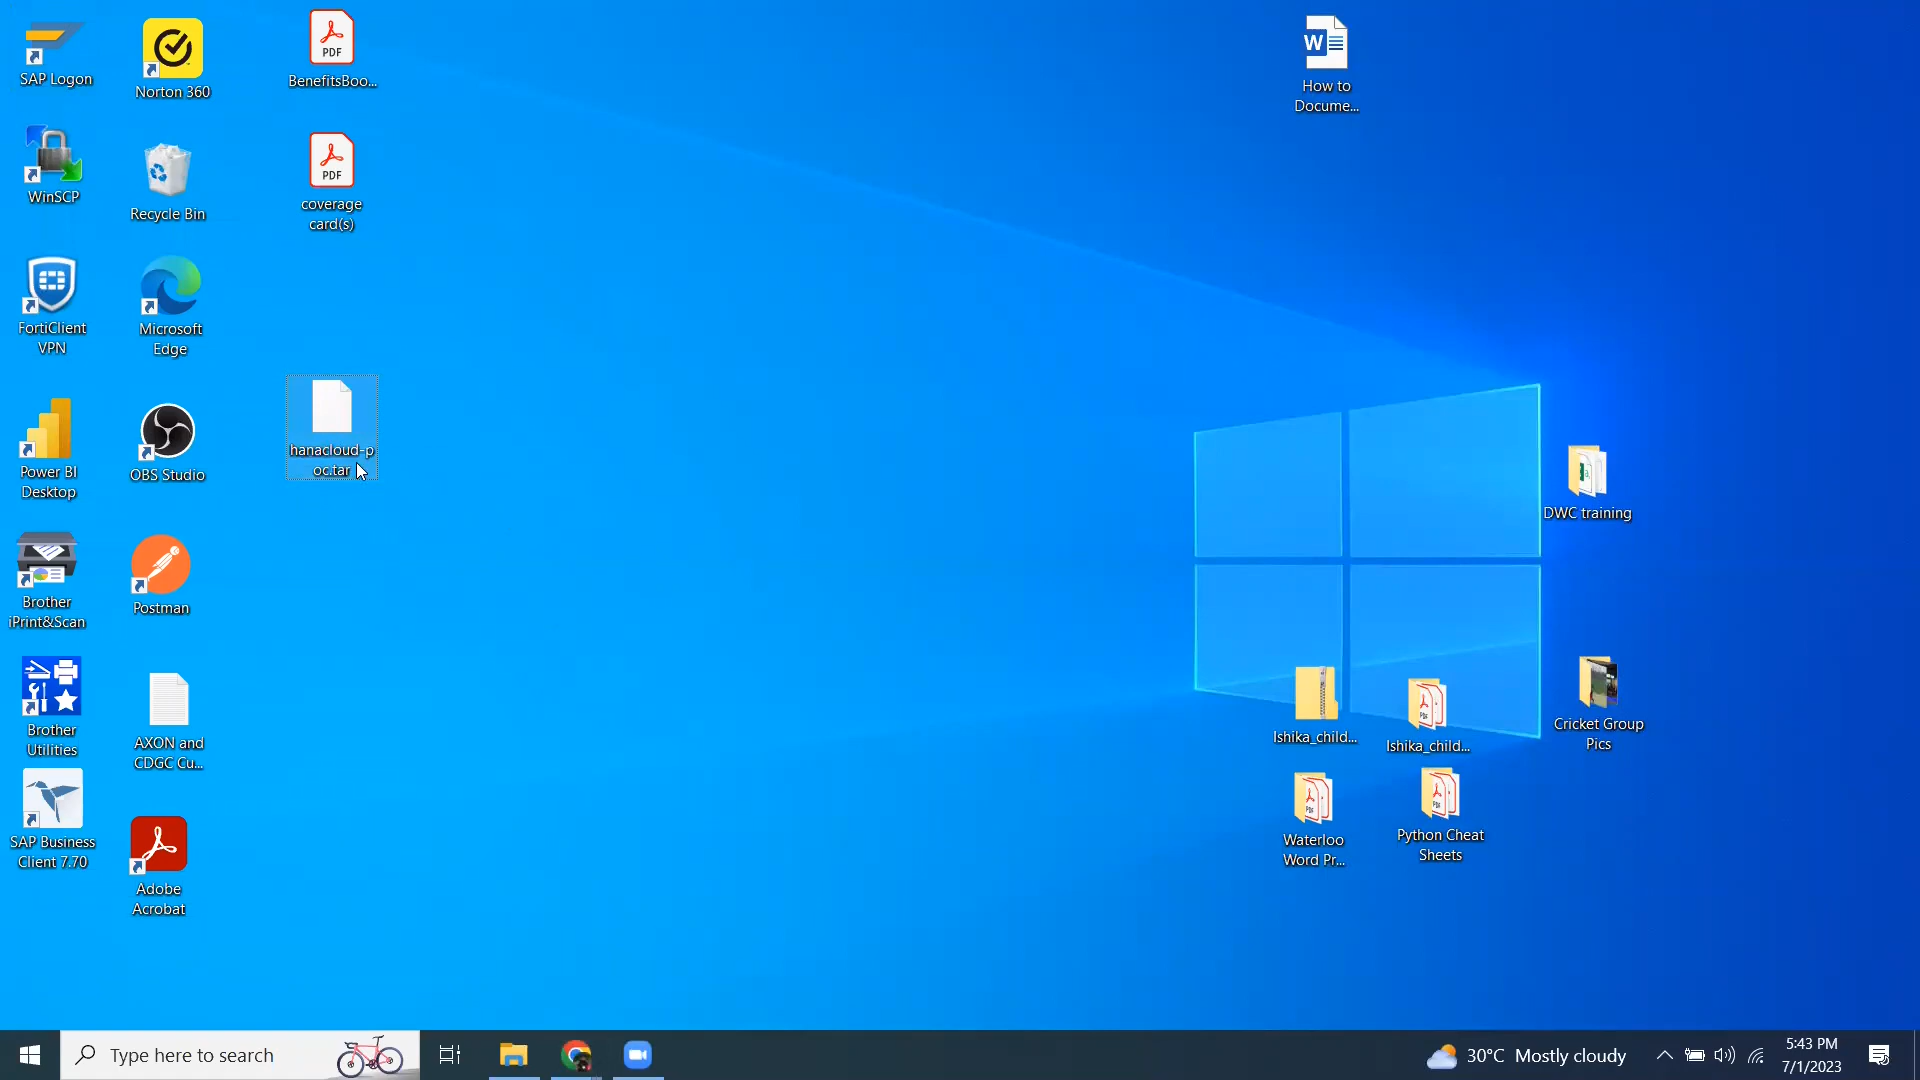 SAP Logon
Norton 360
PDF
BenefitsBoo...
W
How to
Docume...
WinSCP
Recycle Bin
PDF
coverage
card(s)
FortiClient
VPN
Microsoft
Edge
hanacloud-p
oc.tar
Power BI
Desktop
OBS Studio
DWC training
Brother
iPrint&Scan
Postman
Brother
Utilities
AXON and
CDGC Cu...
Ishika_child...
PDF
Ishika_child...
Cricket Group
Pics
SAP Business
Client 7.70
Adobe
Acrobat
PDF
Waterloo
Word Pr...
PDF
Python Cheat
Sheets
Type here to search
30°C Mostly cloudy
5:43 PM
7/1/2023